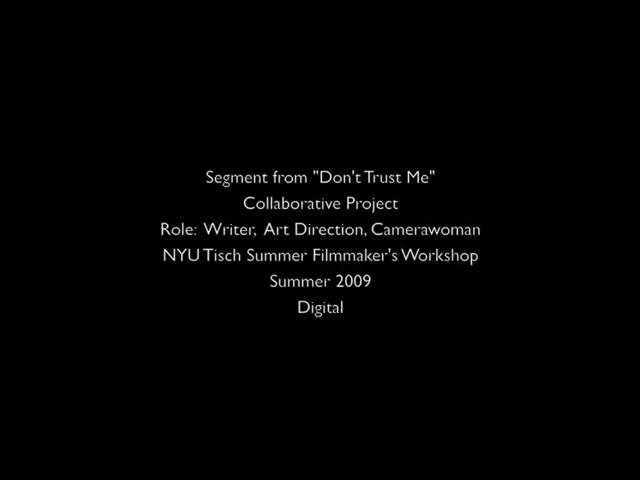 Segment from "Don't Trust Me"
Collaborative Project
Role: Writer, Art Direction, Camerawoman
NYU Tisch Summer Filmmaker's Workshop
Summer 2009
Digital